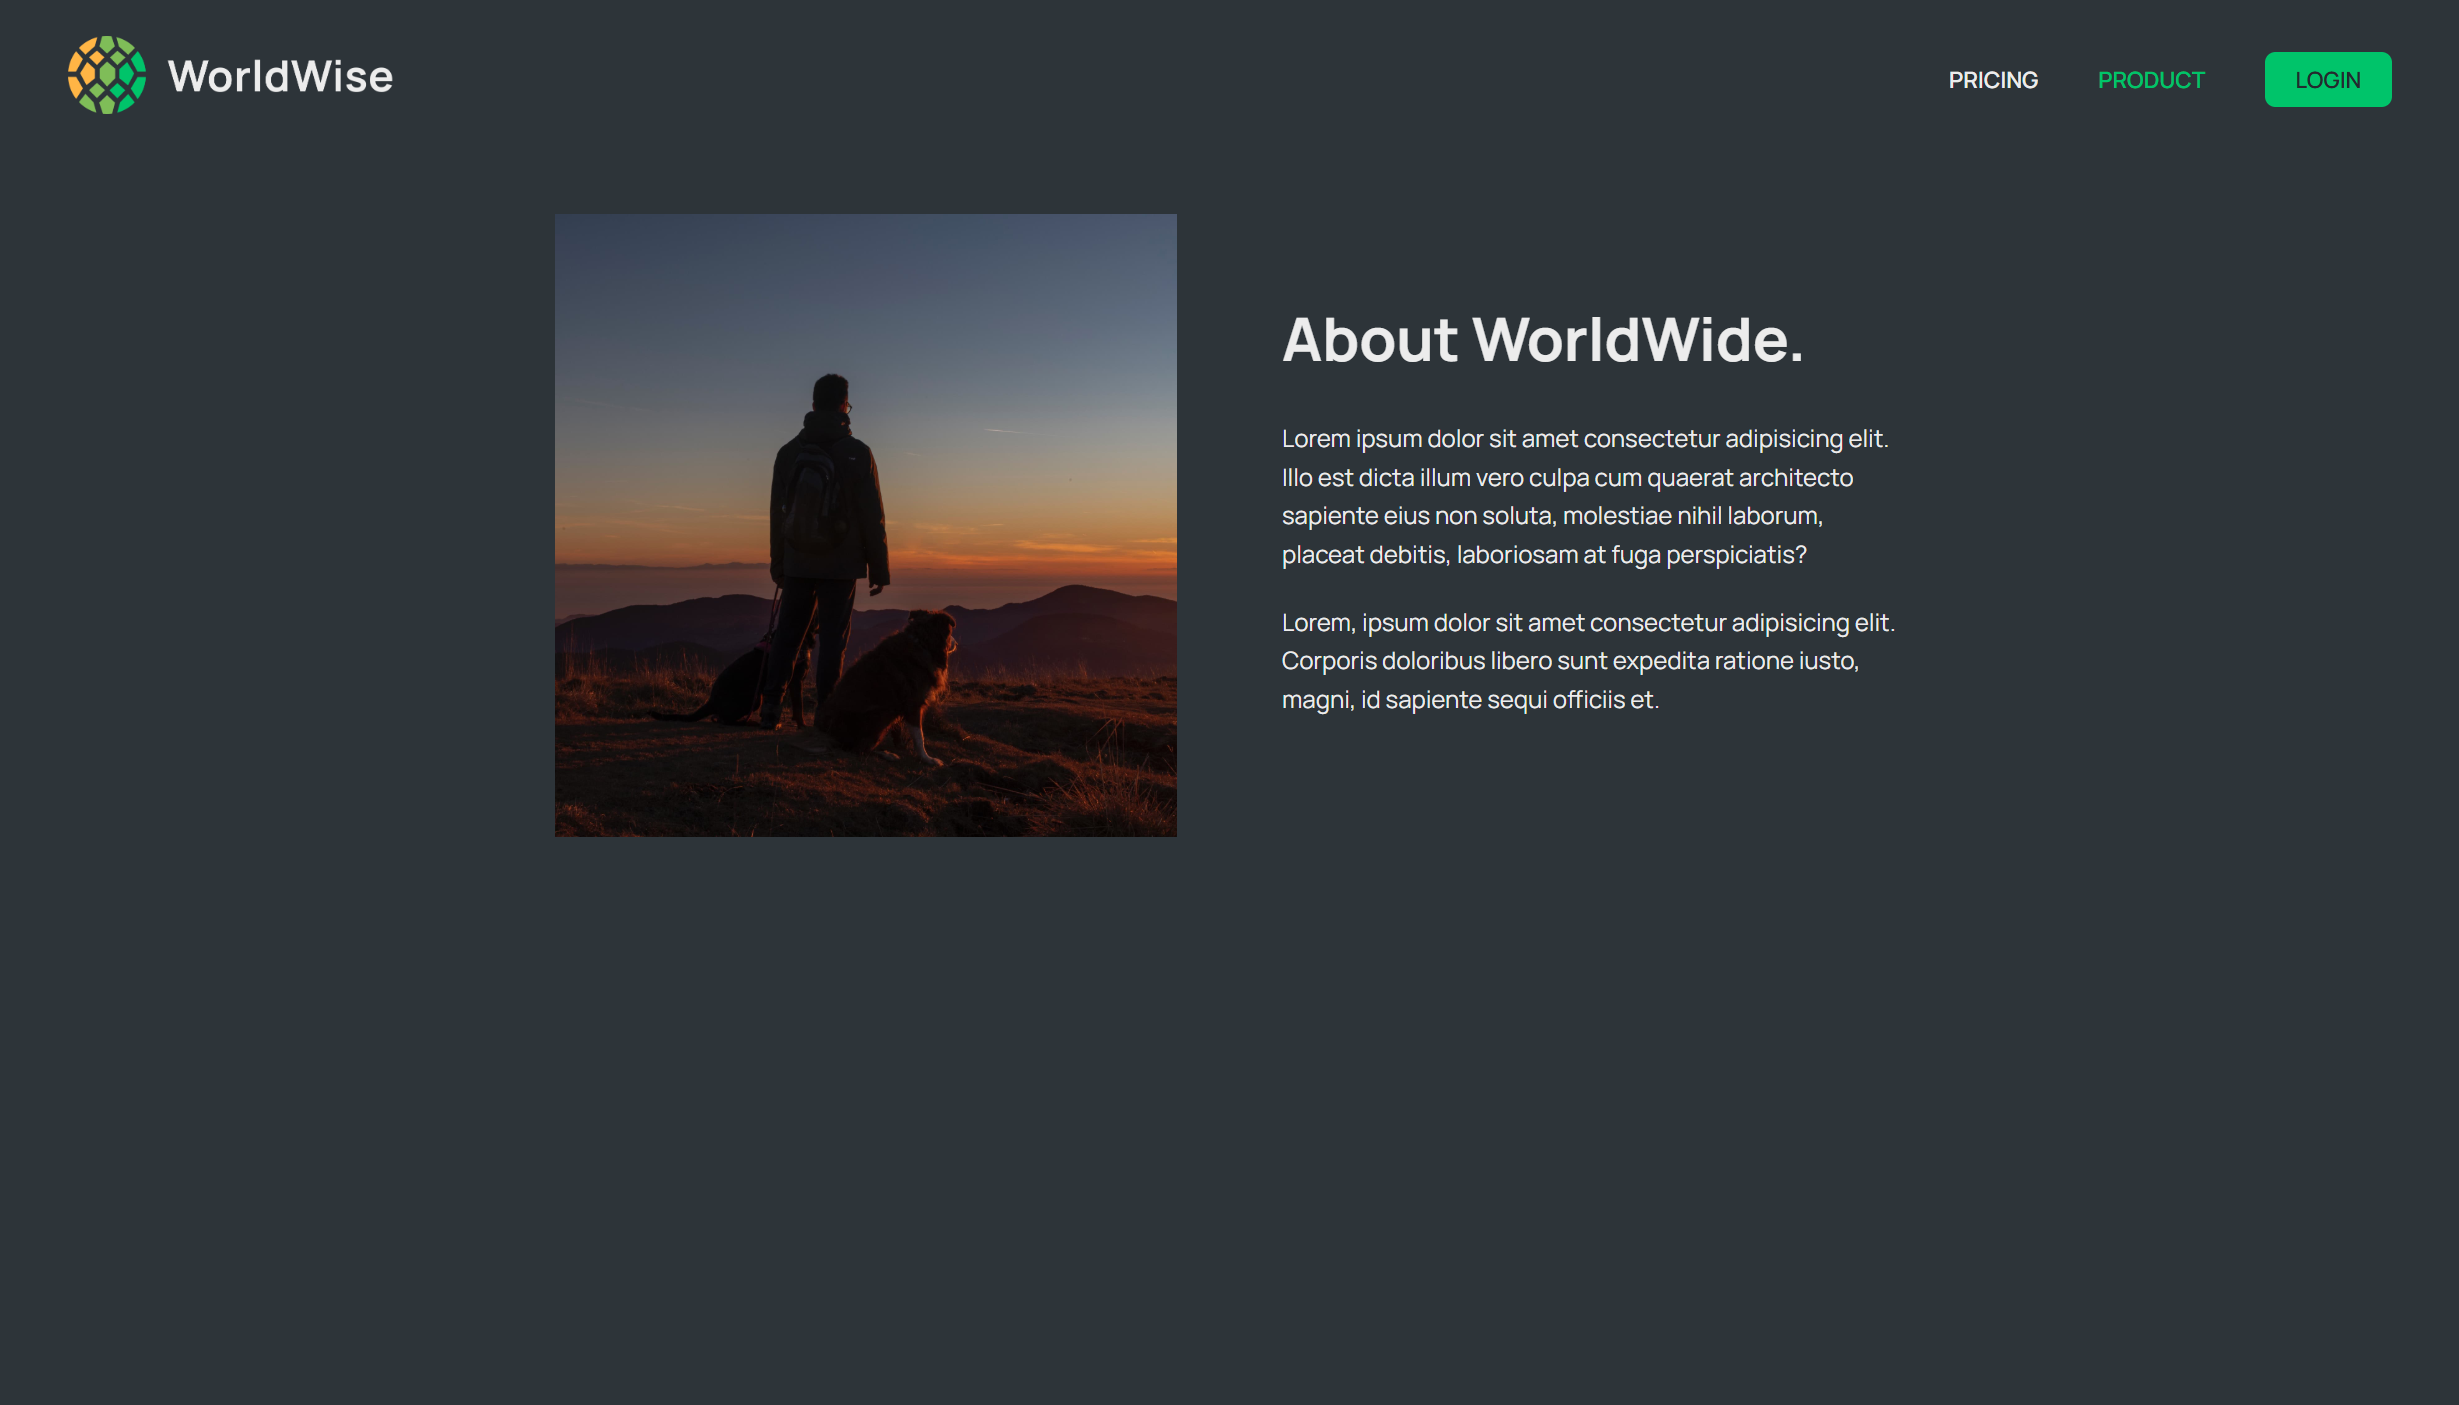 WorldWise
PRICING
PRODUCT
LOGIN
About WorldWide.
Lorem ipsum dolor sit amet consectetur adipisicing elit.
Illo est dicta illum vero culpa cum quaerat architecto
sapiente eius non soluta, molestiae nihil laborum,
placeat debitis, laboriosam at fuga perspiciatis?
Lorem, ipsum dolor sit amet consectetur adipisicing elit.
Corporis doloribus libero sunt expedita ratione iusto,
magni, id sapiente sequi officiis et.